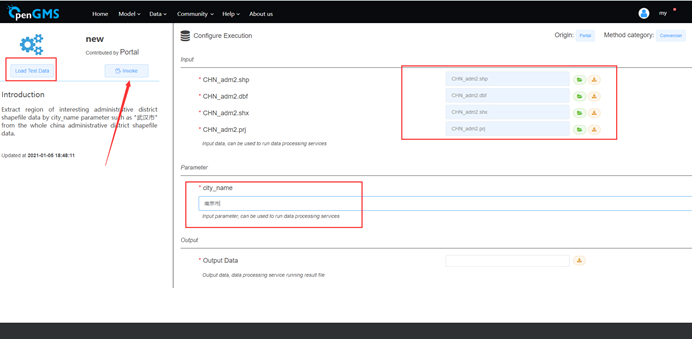 OpenGMS Home Model Data Community Help About us my
new
Contributed by Portal
Load Test Data Invoke
Introduction
Extract region of interesting administrative district
shapefile data by city_name parameter such as "武汉市"
from the whole china administrative district shapefile
data.
Updated at 2021-01-05 18:48:11
Configure Execution Origin: Portal Method category: Conversion
Input
* CHN_adm2.shp CHN_adm2.shp
* CHN_adm2.dbf CHN_adm2.dbf
* CHN_adm2.shx CHN_adm2.shx
* CHN_adm2.prj CHN_adm2.prj
Input data, can be used to run data processing services
Parameter
* city_name
南京市
Input parameter, can be used to run data processing services
Output
* Output Data
Output data, data processing service running result file